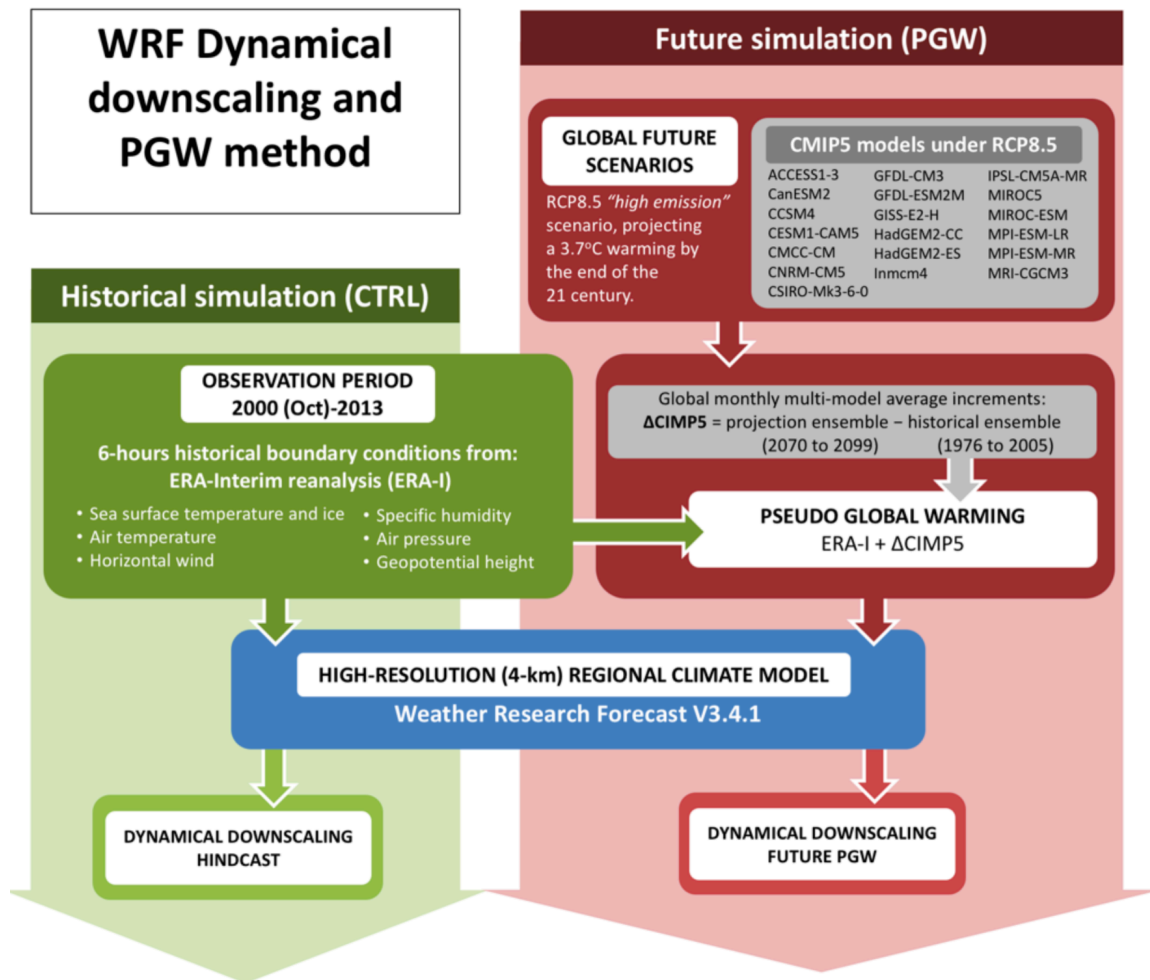 WRF Dynamical
downscaling and
PGW method
Future simulation (PGW)
GLOBAL FUTURE
SCENARIOS
RCP8.5 “high emission”
scenario, projecting
a 3.7°C warming by
the end of the
21 century.
CMIP5 models under RCP8.5
ACCESS1-3
CanESM2
CCSM4
CESM1-CAM5
CMCC-CM
CNRM-CM5
CSIRO-Mk3-6-0
GFDL-CM3
GFDL-ESM2M
GISS-E2-H
HadGEM2-CC
HadGEM2-ES
Inmcm4
IPSL-CM5A-MR
MIROC5
MIROC-ESM
MPI-ESM-LR
MPI-ESM-MR
MRI-CGCM3
Historical simulation (CTRL)
OBSERVATION PERIOD
2000 (Oct)-2013
6-hours historical boundary conditions from:
ERA-Interim reanalysis (ERA-I)
• Sea surface temperature and ice
• Air temperature
• Horizontal wind
• Specific humidity
• Air pressure
• Geopotential height
Global monthly multi-model average increments:
ΔCIMP5 = projection ensemble – historical ensemble
(2070 to 2099) (1976 to 2005)
PSEUDO GLOBAL WARMING
ERA-I + ΔCIMP5
HIGH-RESOLUTION (4-km) REGIONAL CLIMATE MODEL
Weather Research Forecast V3.4.1
DYNAMICAL DOWNSCALING
HINDCAST
DYNAMICAL DOWNSCALING
FUTURE PGW